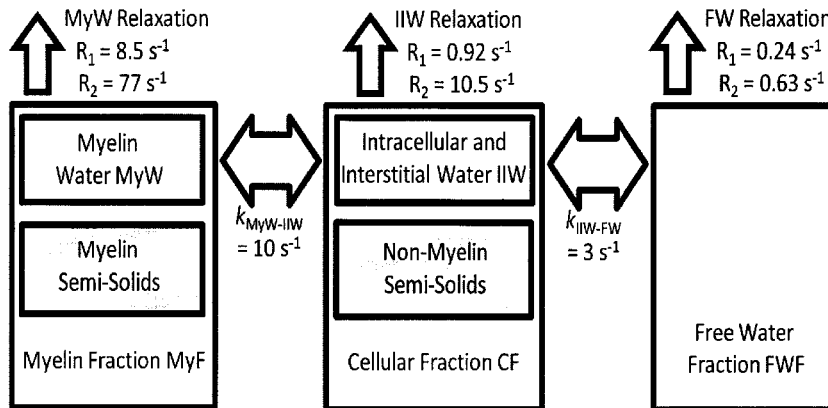 MyW Relaxation
R₁ = 8.5 s⁻¹
R₂ = 77 s⁻¹
IIW Relaxation
R₁ = 0.92 s⁻¹
R₂ = 10.5 s⁻¹
FW Relaxation
R₁ = 0.24 s⁻¹
R₂ = 0.63 s⁻¹
Myelin
Water MyW
Myelin
Semi-Solids
Myelin Fraction MyF
k_MyW-IIW
= 10 s⁻¹
Intracellular and
Interstitial Water IIW
Non-Myelin
Semi-Solids
Cellular Fraction CF
k_IIW-FW
= 3 s⁻¹
Free Water
Fraction FWF